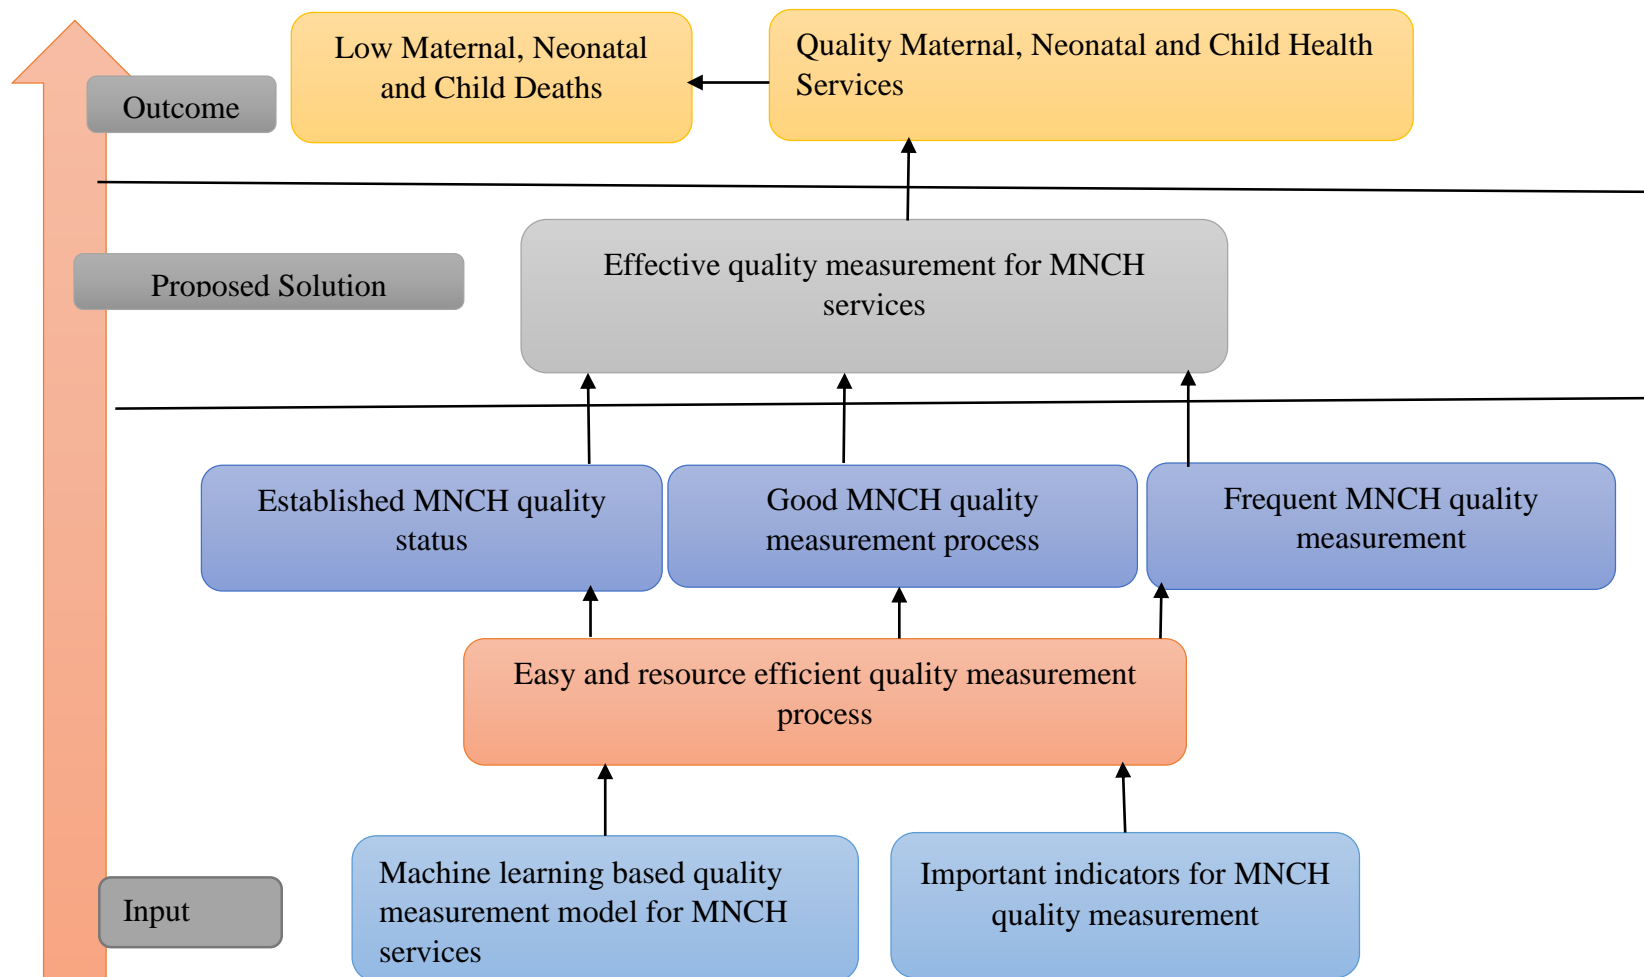 Low Maternal, Neonatal
and Child Deaths
Quality Maternal, Neonatal and Child Health
Services
Outcome
Proposed Solution
Effective quality measurement for MNCH
services
Established MNCH quality
status
Good MNCH quality
measurement process
Frequent MNCH quality
measurement
Easy and resource efficient quality measurement
process
Input
Machine learning based quality
measurement model for MNCH
services
Important indicators for MNCH
quality measurement